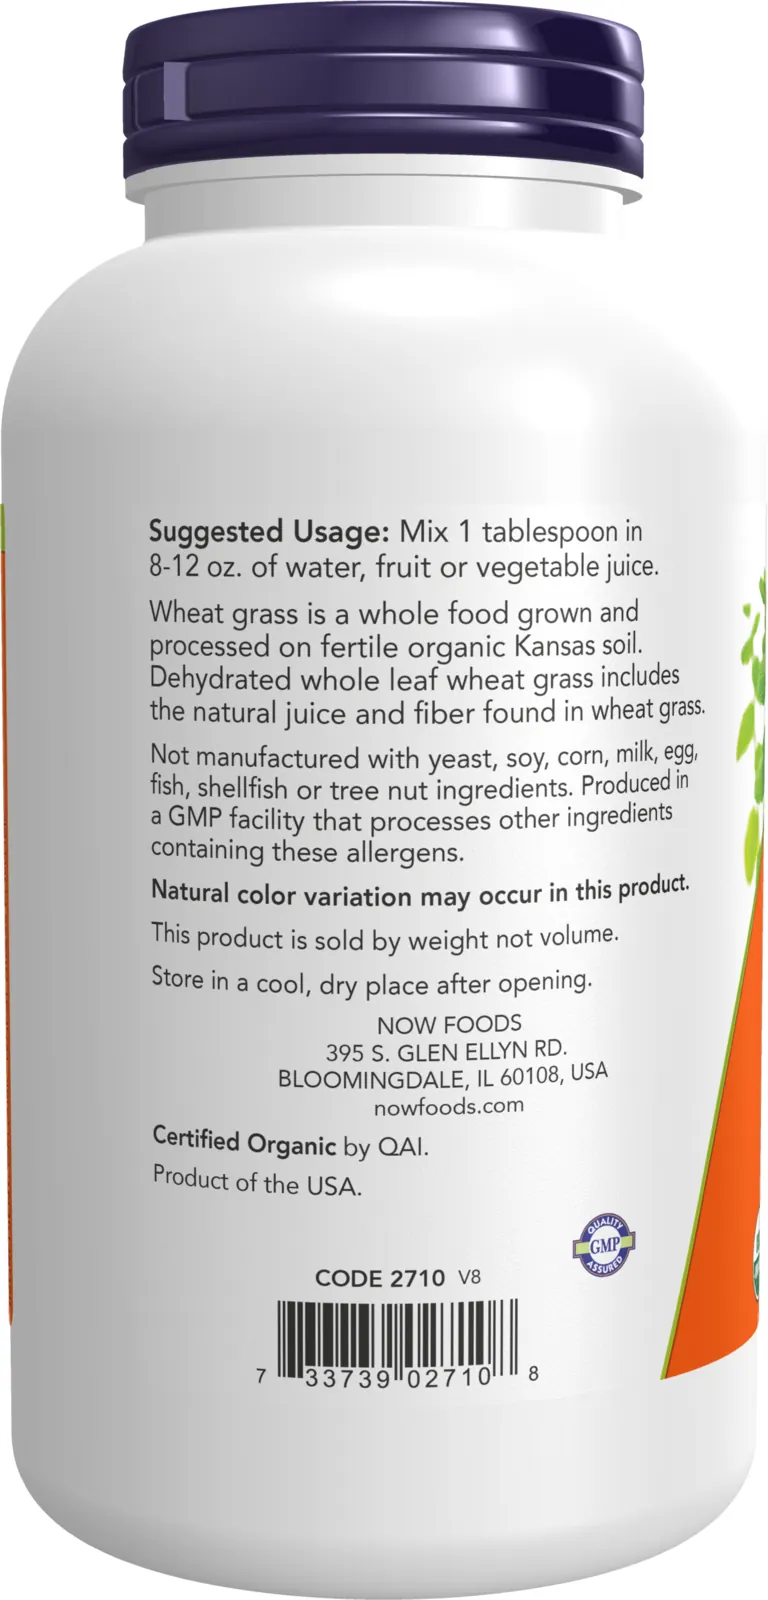 Suggested Usage: Mix 1 tablespoon in
8-12 oz. of water, fruit or vegetable juice.
Wheat grass is a whole food grown and
processed on fertile organic Kansas soil.
Dehydrated whole leaf wheat grass includes
the natural juice and fiber found in wheat grass.
Not manufactured with yeast, soy, corn, milk, egg,
fish, shellfish or tree nut ingredients. Produced in
a GMP facility that processes other ingredients
containing these allergens.
Natural color variation may occur in this product.
This product is sold by weight not volume.
Store in a cool, dry place after opening.
NOW FOODS
395 S. GLEN ELLYN RD.
BLOOMINGDALE, IL 60108, USA
nowfoods.com
Certified Organic by QAI.
Product of the USA.
QUALITY
GMP
ASSURED
CODE 2710 V8
7 33739 02710 8